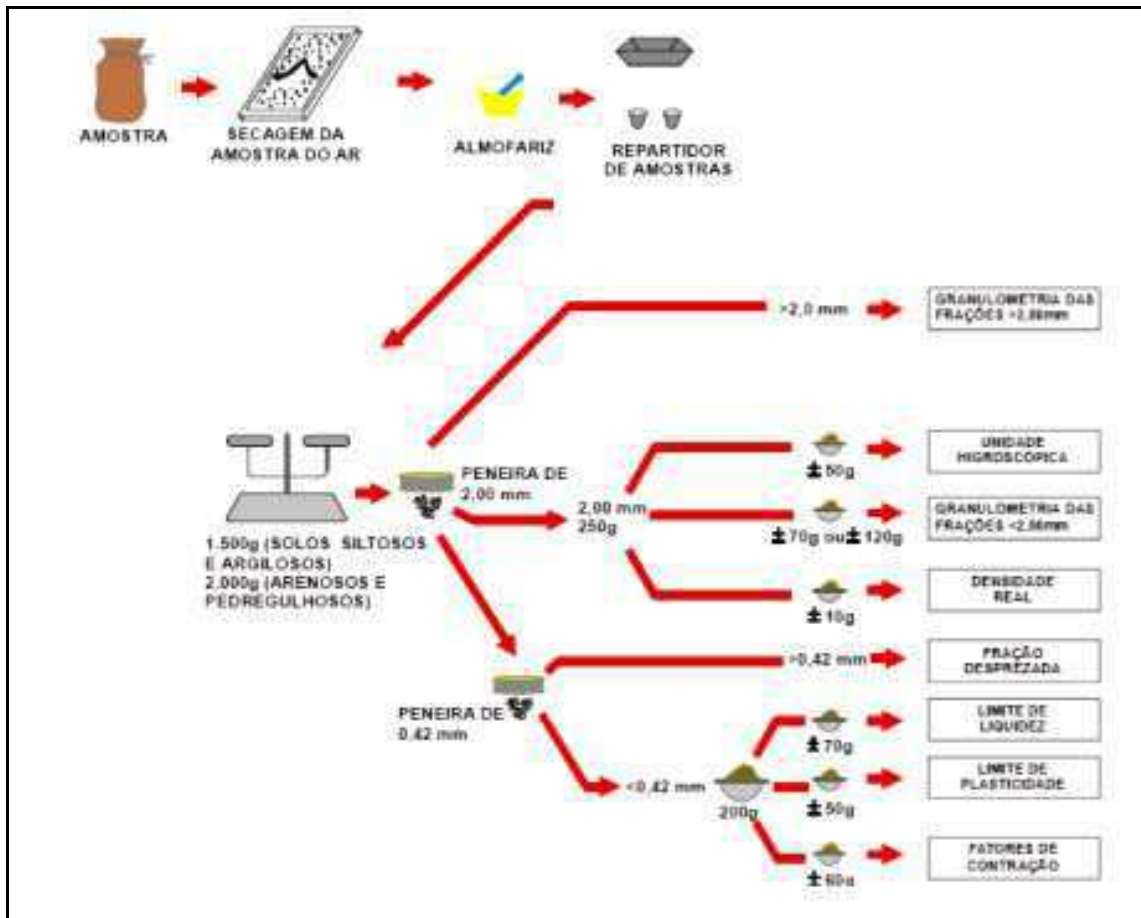 AMOSTRA
SECAGEM DA
AMOSTRA DO AR
ALMOFARIZ
REPARTIDOR
DE AMOSTRAS
>2,0 mm
GRANULOMETRIA DAS
FRAÇÕES >2,00mm
PENEIRA DE
2,00 mm
1.500g (SOLOS SILTOSOS
E ARGILOSOS)
2.000g (ARENOSOS E
PEDREGULHOSOS)
2,00 mm
250g
± 50g
UNIDADE
HIGROSCÓPICA
± 70g ou ± 120g
GRANULOMETRIA DAS
FRAÇÕES <2,00mm
± 10g
DENSIDADE
REAL
PENEIRA DE
0,42 mm
>0,42 mm
FRAÇÃO
DESPREZADA
<0,42 mm
200g
± 70g
LIMITE DE
LIQUIDEZ
± 50g
LIMITE DE
PLASTICIDADE
± 60g
FATORES DE
CONTRAÇÃO